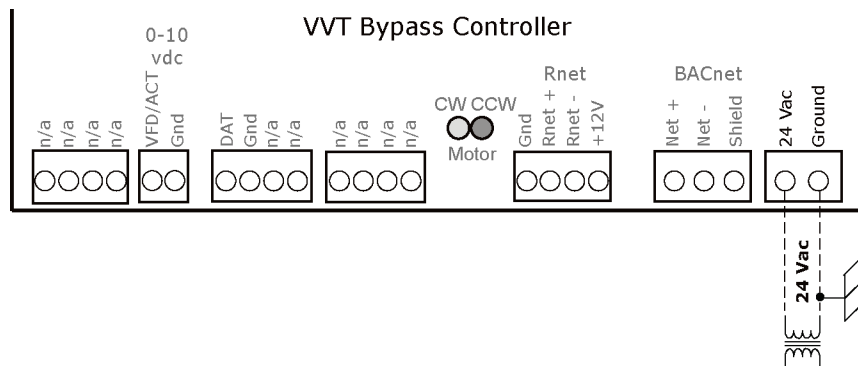 VVT Bypass Controller
0-10
vdc
Rnet
BACnet
n/a
n/a
n/a
n/a
VFD/ACT
Gnd
DAT
Gnd
n/a
n/a
n/a
n/a
n/a
n/a
CW CCW
Motor
Gnd
Rnet +
Rnet -
+12V
Net +
Net -
Shield
24 Vac
Ground
24 Vac